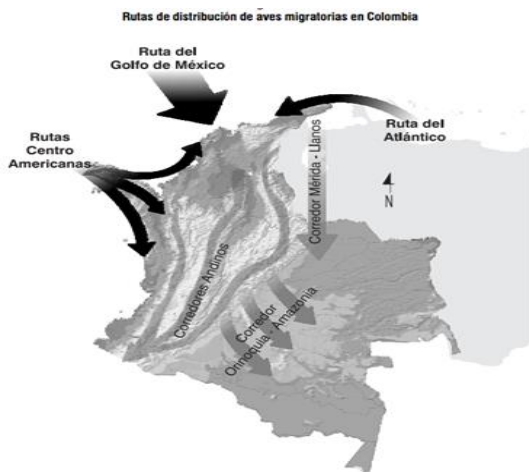 Rutas de distribución de aves migratorias en Colombia
Ruta del
Golfo de México
Rutas
Centro
Americanas
Ruta del
Atlántico
Corredor Mérida - Llanos
N
Corredores Andinos
Corredor
Orinoquia - Amazonia